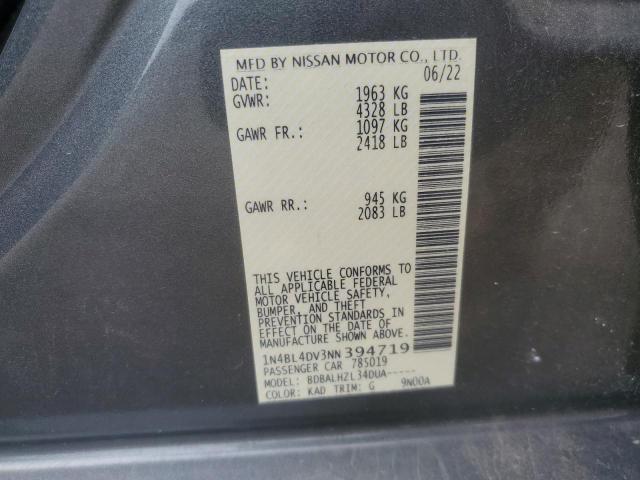 MFD BY NISSAN MOTOR CO., LTD.
DATE: 06/22
GVWR: 1963 KG
4328 LB
GAWR FR.: 1097 KG
2418 LB
GAWR RR.: 945 KG
2083 LB
THIS VEHICLE CONFORMS TO
ALL APPLICABLE FEDERAL
MOTOR VEHICLE SAFETY,
BUMPER, AND THEFT
PREVENTION STANDARDS IN
EFFECT ON THE DATE OF
MANUFACTURE SHOWN ABOVE.
1N4BL4DV3NN394719
PASSENGER CAR 785019
MODEL: BDBALHZL34DUA-----
COLOR: KAD TRIM: G 9N00A